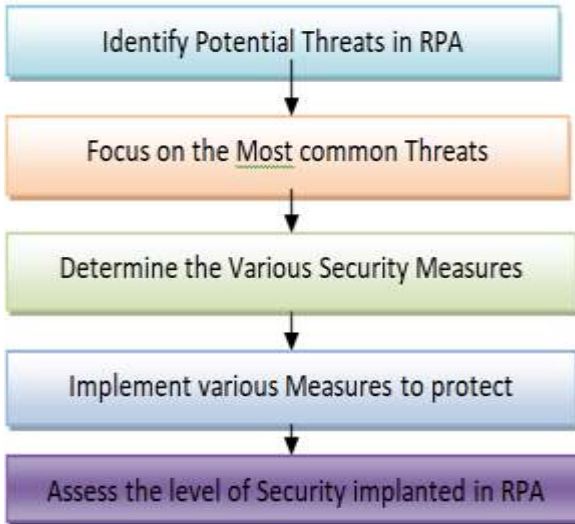 Identify Potential Threats in RPA
Focus on the Most common Threats
Determine the Various Security Measures
Implement various Measures to protect
Assess the level of Security implanted in RPA